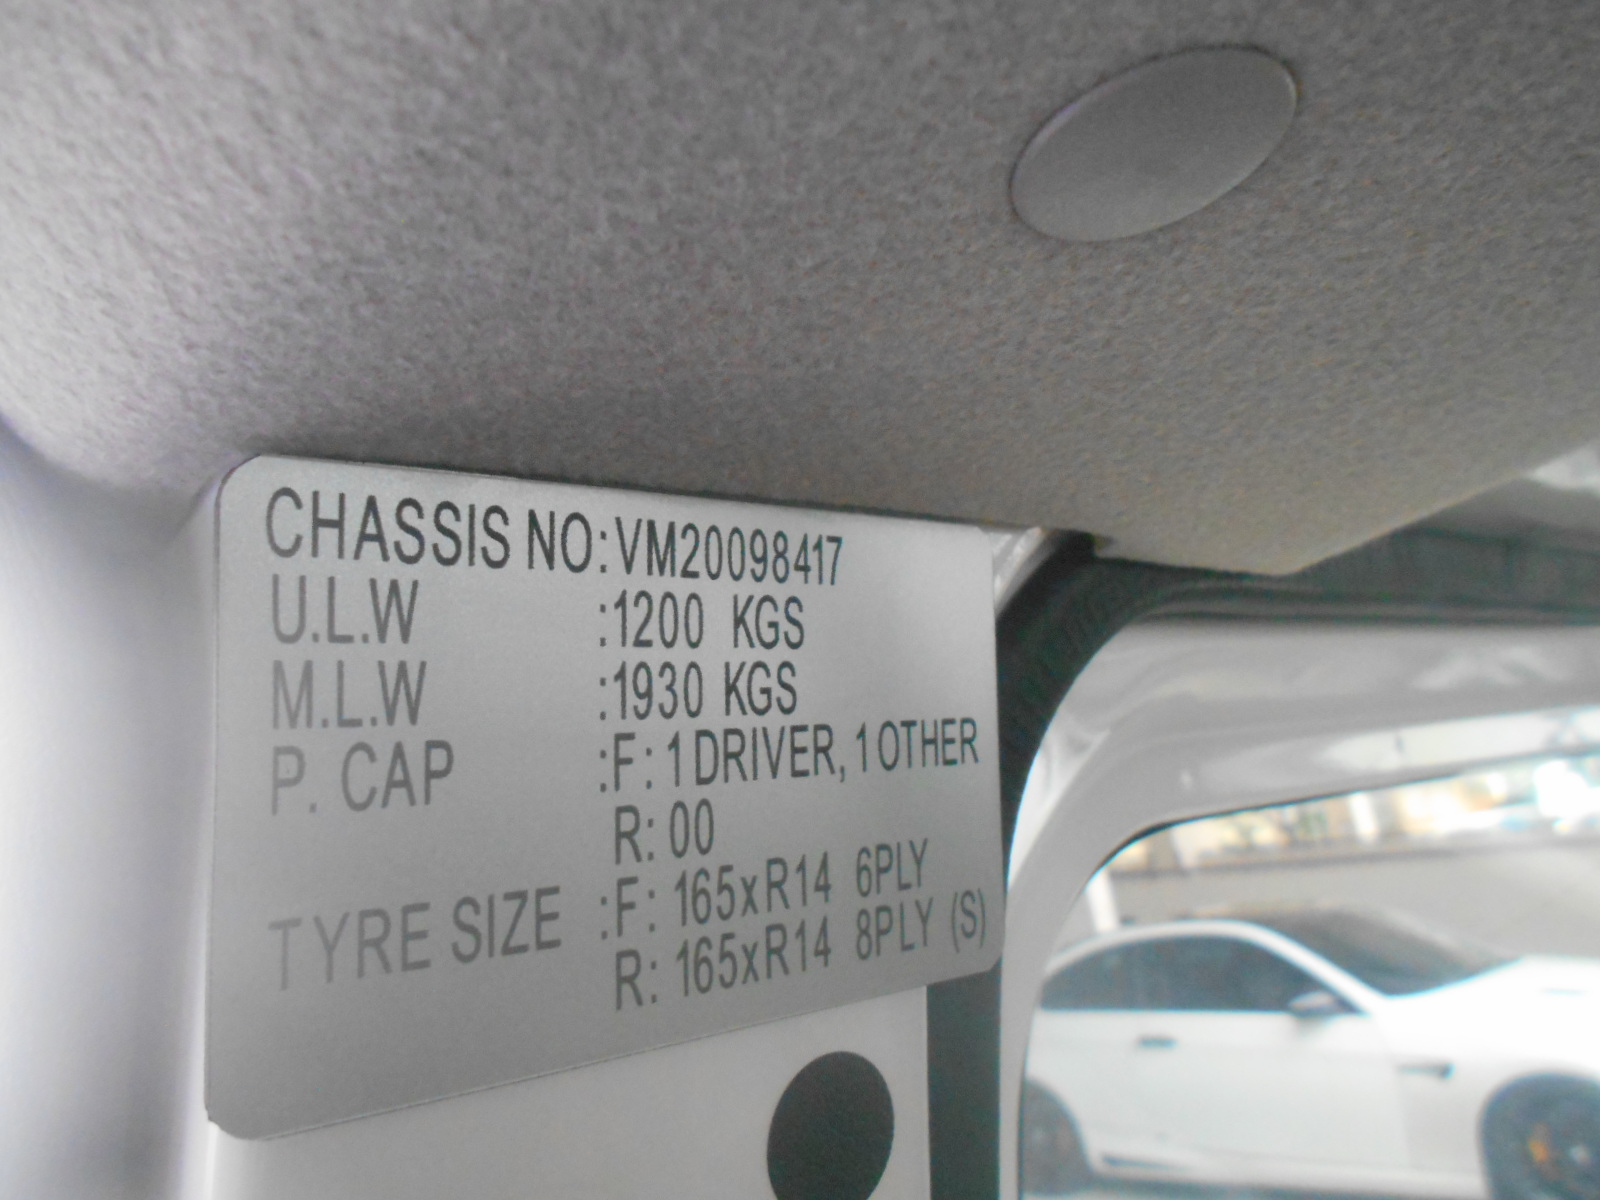 CHASSIS NO:VM20098417
U.L.W :1200 KGS
M.L.W :1930 KGS
P. CAP :F: 1 DRIVER, 1 OTHER
R: 00
TYRE SIZE :F: 165xR14 6PLY
R: 165xR14 8PLY (S)